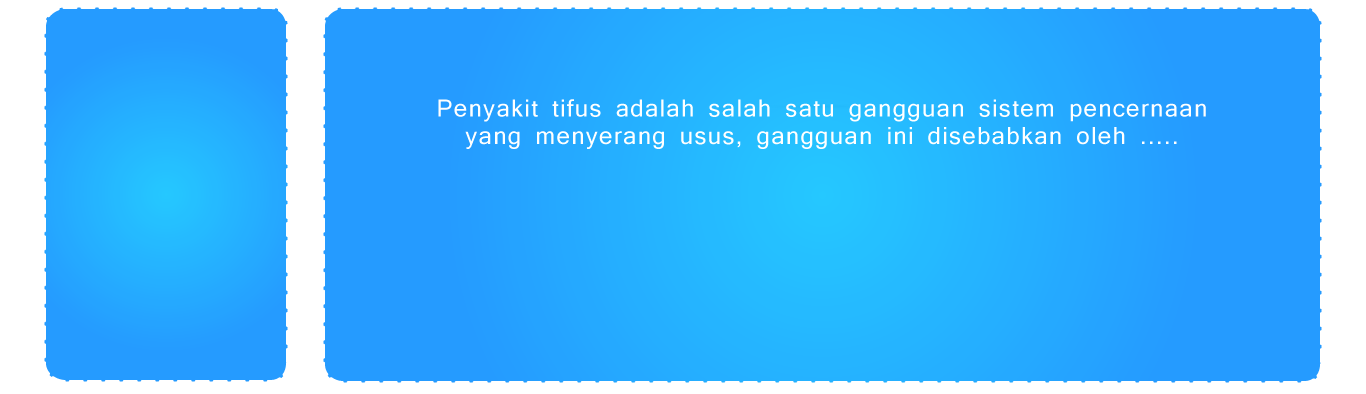 Penyakit tifus adalah salah satu gangguan sistem pencernaan
yang menyerang usus, gangguan ini disebabkan oleh .....